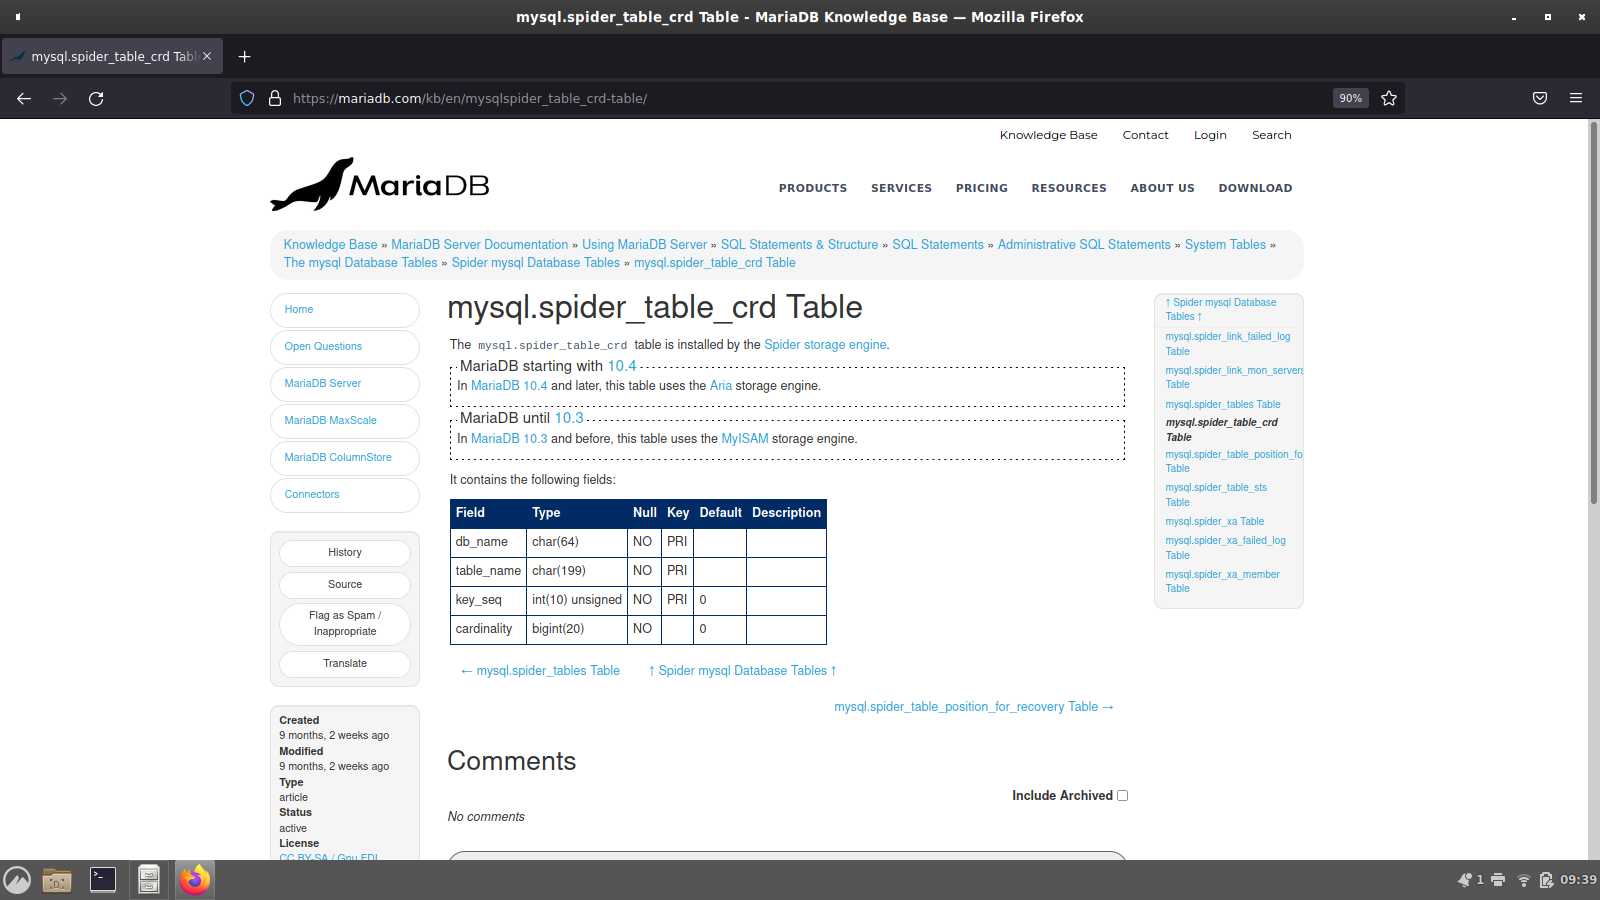 mysql.spider_table_crd Table - MariaDB Knowledge Base — Mozilla Firefox
mysql.spider_table_crd Tabl
https://mariadb.com/kb/en/mysqlspider_table_crd-table/
90%
Knowledge Base
Contact
Login
Search
MariaDB
PRODUCTS
SERVICES
PRICING
RESOURCES
ABOUT US
DOWNLOAD
Knowledge Base » MariaDB Server Documentation » Using MariaDB Server » SQL Statements & Structure » SQL Statements » Administrative SQL Statements » System Tables »
The mysql Database Tables » Spider mysql Database Tables » mysql.spider_table_crd Table
Home
Open Questions
MariaDB Server
MariaDB MaxScale
MariaDB ColumnStore
Connectors
History
Source
Flag as Spam /
Inappropriate
Translate
Created
9 months, 2 weeks ago
Modified
9 months, 2 weeks ago
Type
article
Status
active
License
CC BY-SA / Gnu FDL
mysql.spider_table_crd Table
The mysql.spider_table_crd table is installed by the Spider storage engine.
MariaDB starting with 10.4
In MariaDB 10.4 and later, this table uses the Aria storage engine.
MariaDB until 10.3
In MariaDB 10.3 and before, this table uses the MyISAM storage engine.
It contains the following fields:
Field Type Null Key Default Description
db_name char(64) NO PRI
table_name char(199) NO PRI
key_seq int(10) unsigned NO PRI 0
cardinality bigint(20) NO 0
← mysql.spider_tables Table
↑ Spider mysql Database Tables ↑
mysql.spider_table_position_for_recovery Table →
Comments
Include Archived
No comments
↑ Spider mysql Database
Tables ↑
mysql.spider_link_failed_log
Table
mysql.spider_link_mon_servers
Table
mysql.spider_tables Table
mysql.spider_table_crd
Table
mysql.spider_table_position_fo
Table
mysql.spider_table_sts
Table
mysql.spider_xa Table
mysql.spider_xa_failed_log
Table
mysql.spider_xa_member
Table
1
09:39